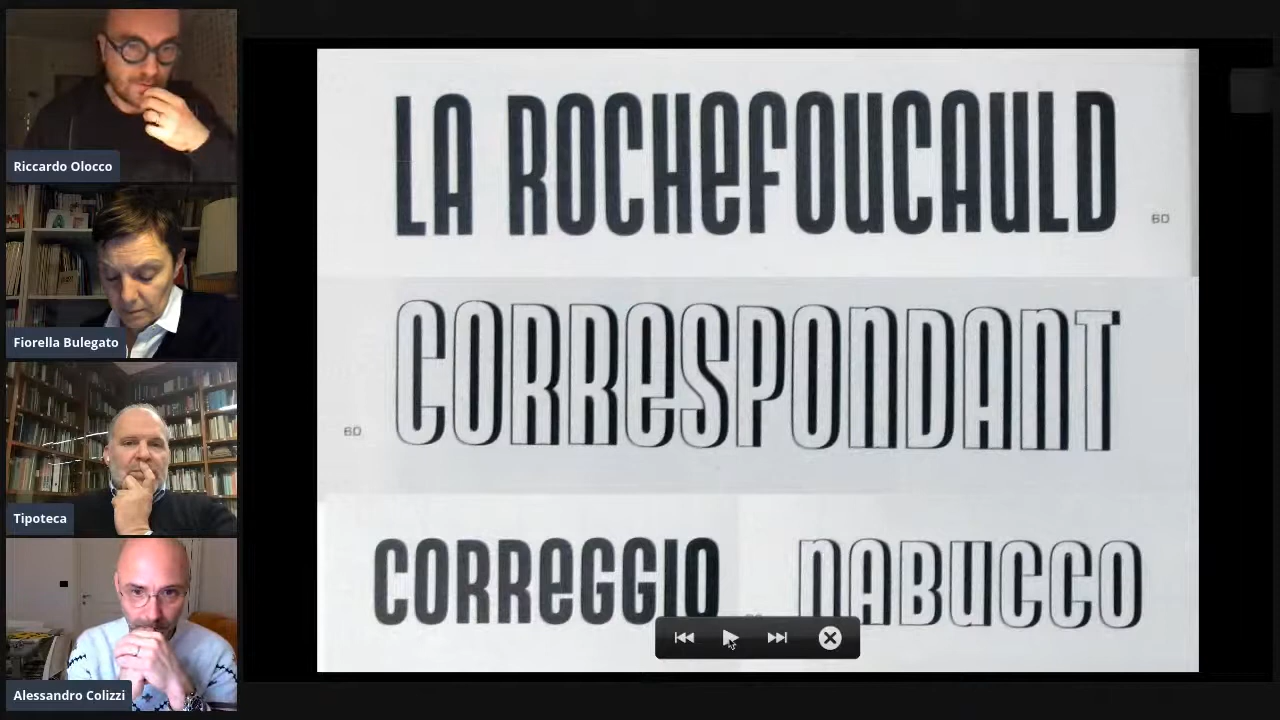 Riccardo Olocco
Fiorella Bulegato
Tipoteca
Alessandro Colizzi
LA ROCHeFOUCAULD
60
60
CORReSPOnDAnT
CORReGGIO
nABUCCO